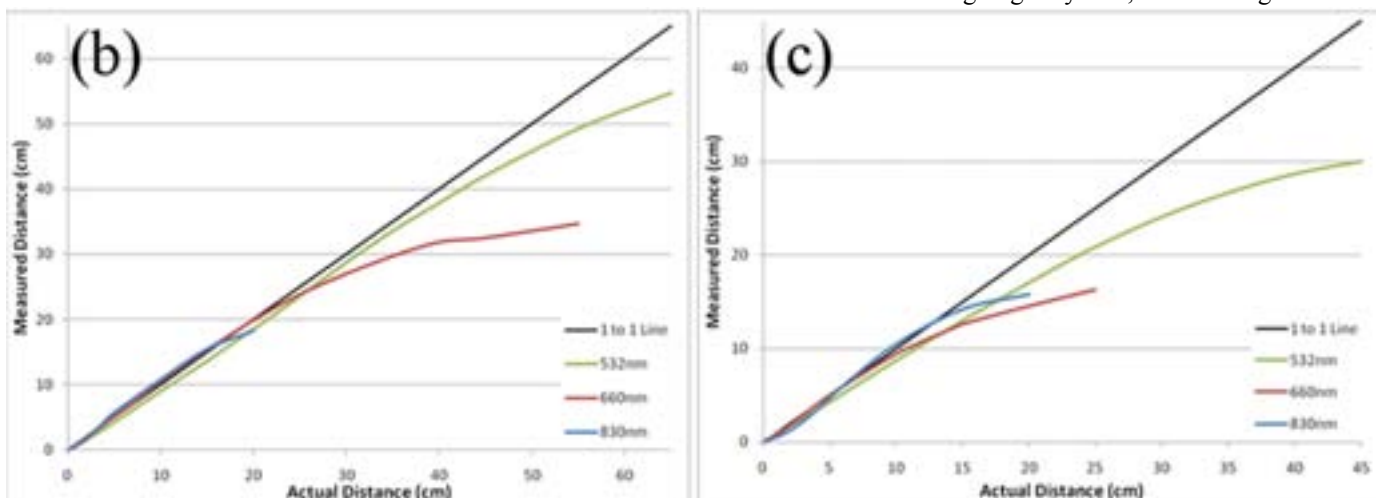 (b)
60
50
40
30
20
10
0
Measured Distance (cm)
1 to 1 Line
532nm
660nm
830nm
0 10 20 30 40 50 60
Actual Distance (cm)
(c)
40
30
20
10
0
Measured Distance (cm)
1 to 1 Line
532nm
660nm
830nm
0 5 10 15 20 25 30 35 40 45
Actual Distance (cm)